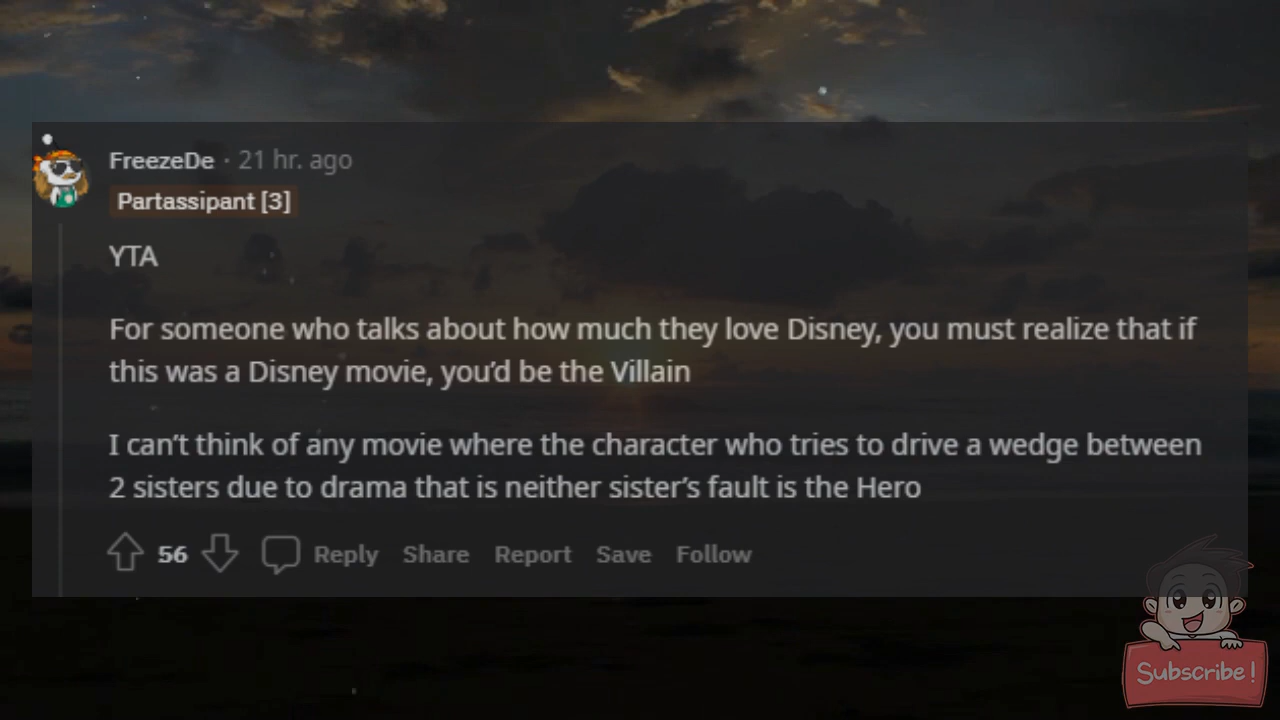 FreezeDe · 21 hr. ago
Partassipant [3]
YTA
For someone who talks about how much they love Disney, you must realize that if
this was a Disney movie, you’d be the Villain
I can’t think of any movie where the character who tries to drive a wedge between
2 sisters due to drama that is neither sister’s fault is the Hero
56 Reply Share Report Save Follow
Subscribe!